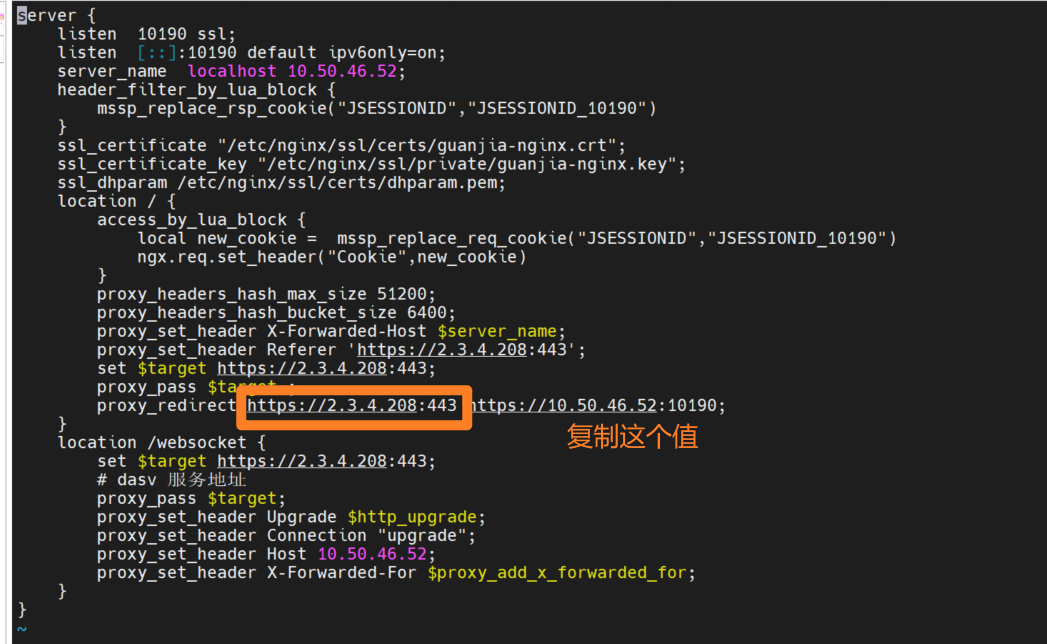 server {
listen  10190 ssl;
listen  [::]:10190 default ipv6only=on;
server_name  localhost 10.50.46.52;
header_filter_by_lua_block {
mssp_replace_rsp_cookie("JSESSIONID","JSESSIONID_10190")
}
ssl_certificate "/etc/nginx/ssl/certs/guanjia-nginx.crt";
ssl_certificate_key "/etc/nginx/ssl/private/guanjia-nginx.key";
ssl_dhparam /etc/nginx/ssl/certs/dhparam.pem;
location / {
access_by_lua_block {
local new_cookie =  mssp_replace_req_cookie("JSESSIONID","JSESSIONID_10190")
ngx.req.set_header("Cookie",new_cookie)
}
proxy_headers_hash_max_size 51200;
proxy_headers_hash_bucket_size 6400;
proxy_set_header X-Forwarded-Host $server_name;
proxy_set_header Referer 'https://2.3.4.208:443';
set $target https://2.3.4.208:443;
proxy_pass $target ;
proxy_redirect https://2.3.4.208:443 https://10.50.46.52:10190;
复制这个值
}
location /websocket {
set $target https://2.3.4.208:443;
# dasv 服务地址
proxy_pass $target;
proxy_set_header Upgrade $http_upgrade;
proxy_set_header Connection "upgrade";
proxy_set_header Host 10.50.46.52;
proxy_set_header X-Forwarded-For $proxy_add_x_forwarded_for;
}
}
~